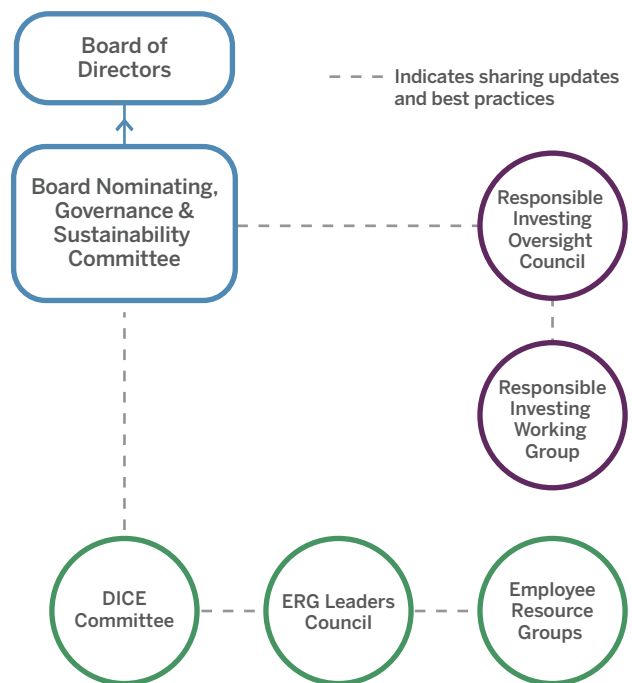 Board of
Directors
Indicates sharing updates
and best practices
Board Nominating,
Governance &
Sustainability
Committee
Responsible
Investing
Oversight
Council
Responsible
Investing
Working
Group
DICE
Committee
ERG Leaders
Council
Employee
Resource
Groups